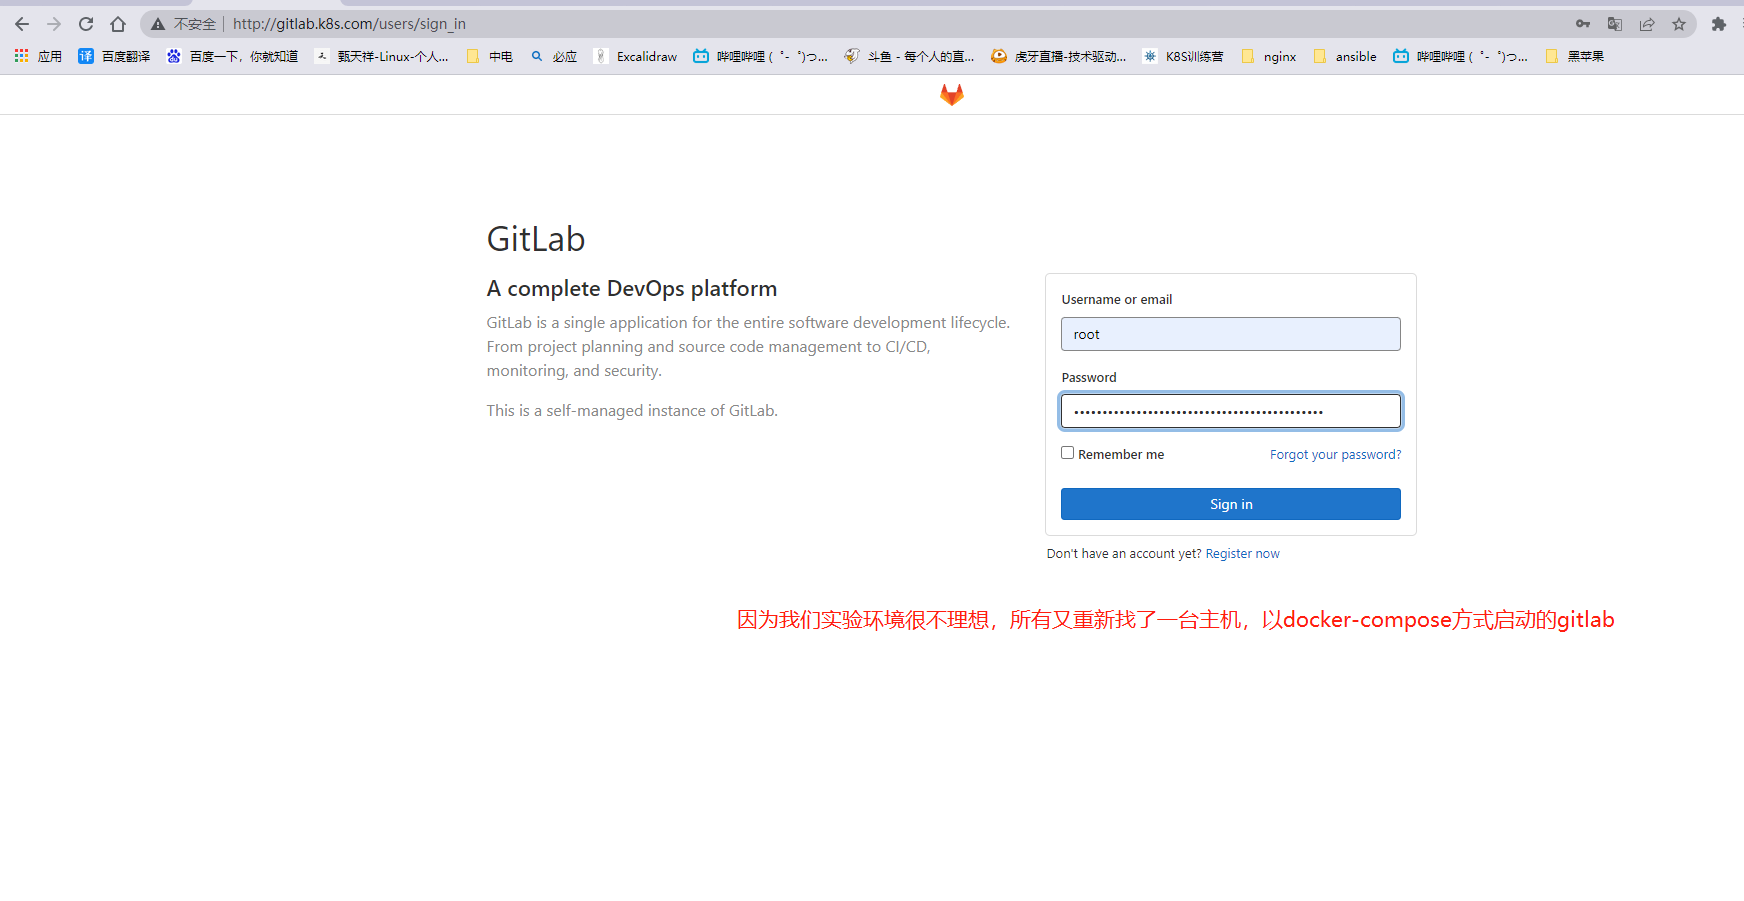 不安全 http://gitlab.k8s.com/users/sign_in
应用 百度翻译 百度一下，你就知道 甄天祥-Linux-个人... 中电 必应 Excalidraw 哔哩哔哩 (゜-゜)つ... 斗鱼 - 每个人的直... 虎牙直播-技术驱动... K8S训练营 nginx ansible 哔哩哔哩 (゜-゜)つ... 黑苹果
GitLab
A complete DevOps platform
GitLab is a single application for the entire software development lifecycle.
From project planning and source code management to CI/CD,
monitoring, and security.
This is a self-managed instance of GitLab.
Username or email
root
Password
Remember me Forgot your password?
Sign in
Don't have an account yet? Register now
因为我们实验环境很不理想，所有又重新找了一台主机，以docker-compose方式启动的gitlab